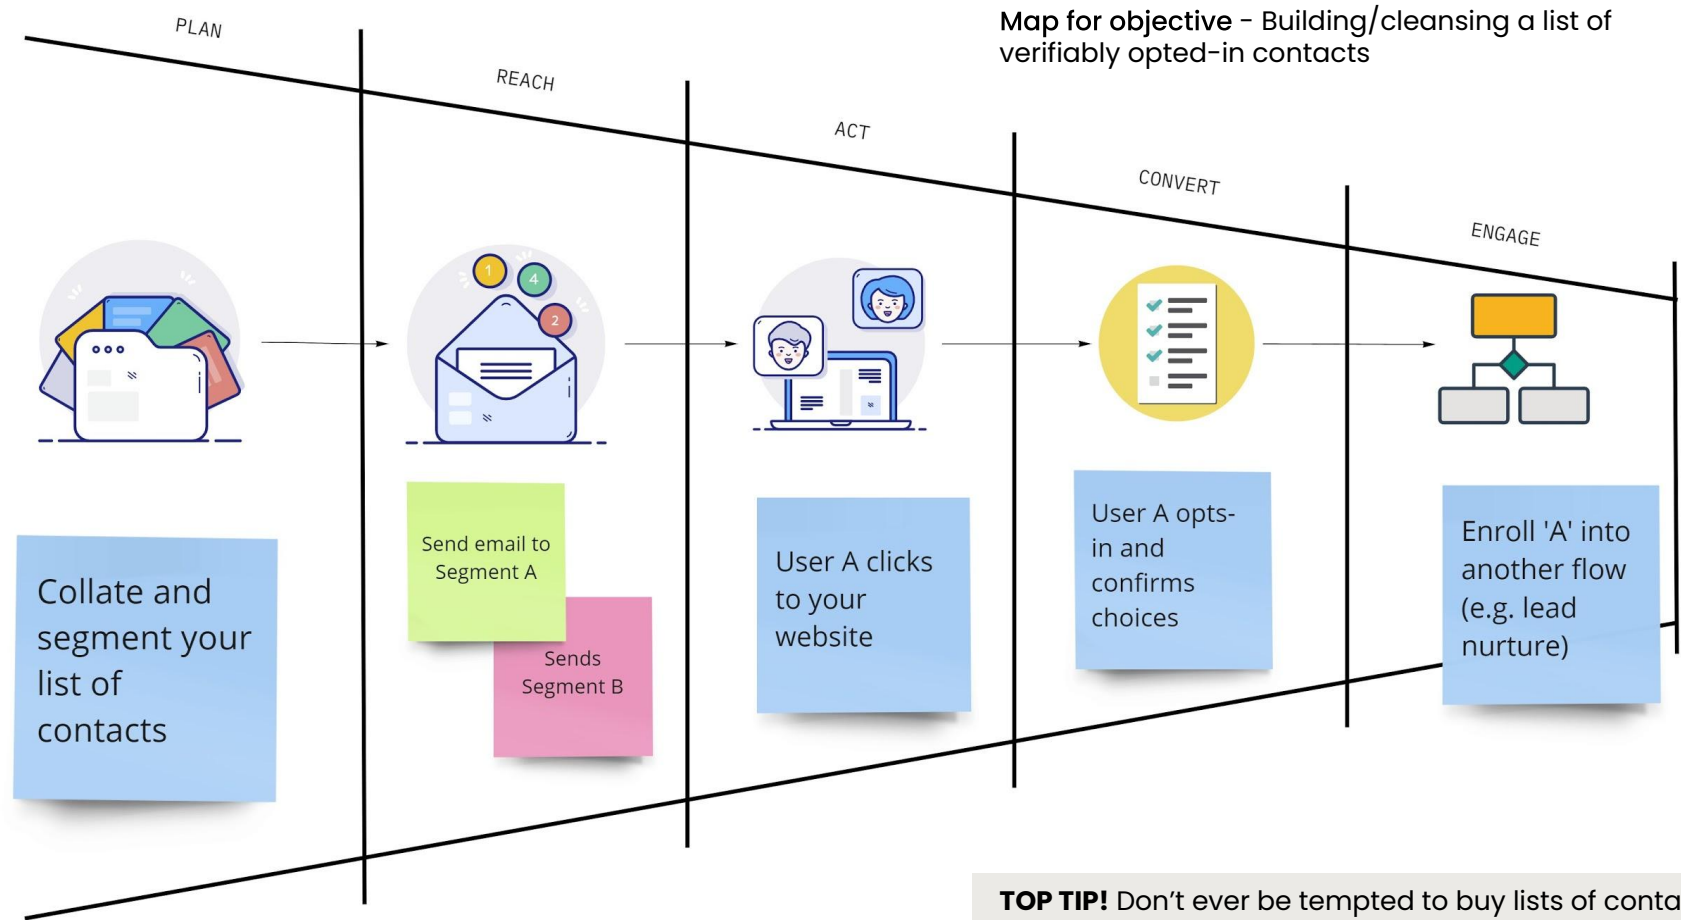 Map for objective - Building/cleansing a list of
verifiably opted-in contacts
PLAN
REACH
ACT
CONVERT
ENGAGE
1
4
2
Collate and
segment your
list of
contacts
Send email to
Segment A
Sends
Segment B
User A clicks
to your
website
User A opts-
in and
confirms
choices
Enroll 'A' into
another flow
(e.g. lead
nurture)
TOP TIP! Don't ever be tempted to buy lists of conta